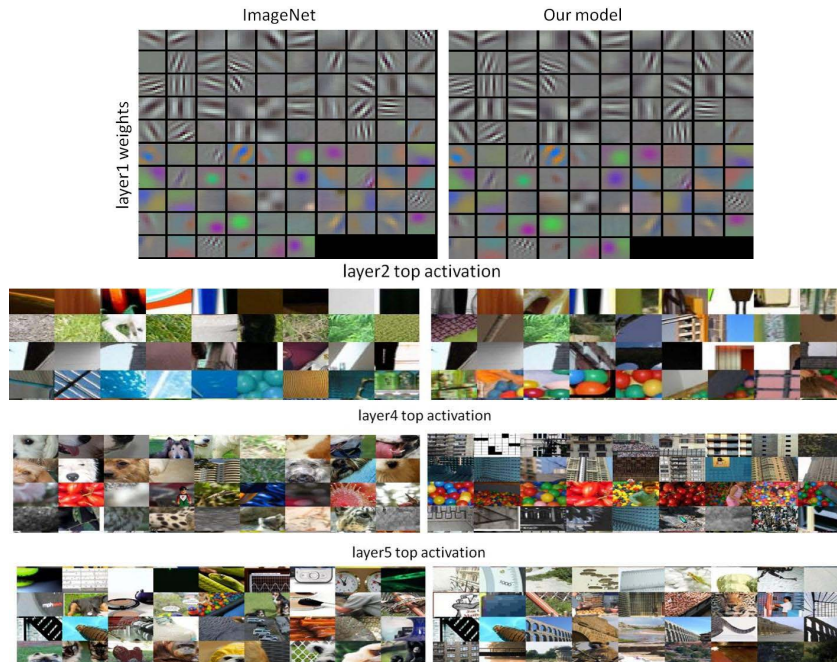 ImageNet
Our model
layer1 weights
layer2 top activation
layer4 top activation
layer5 top activation